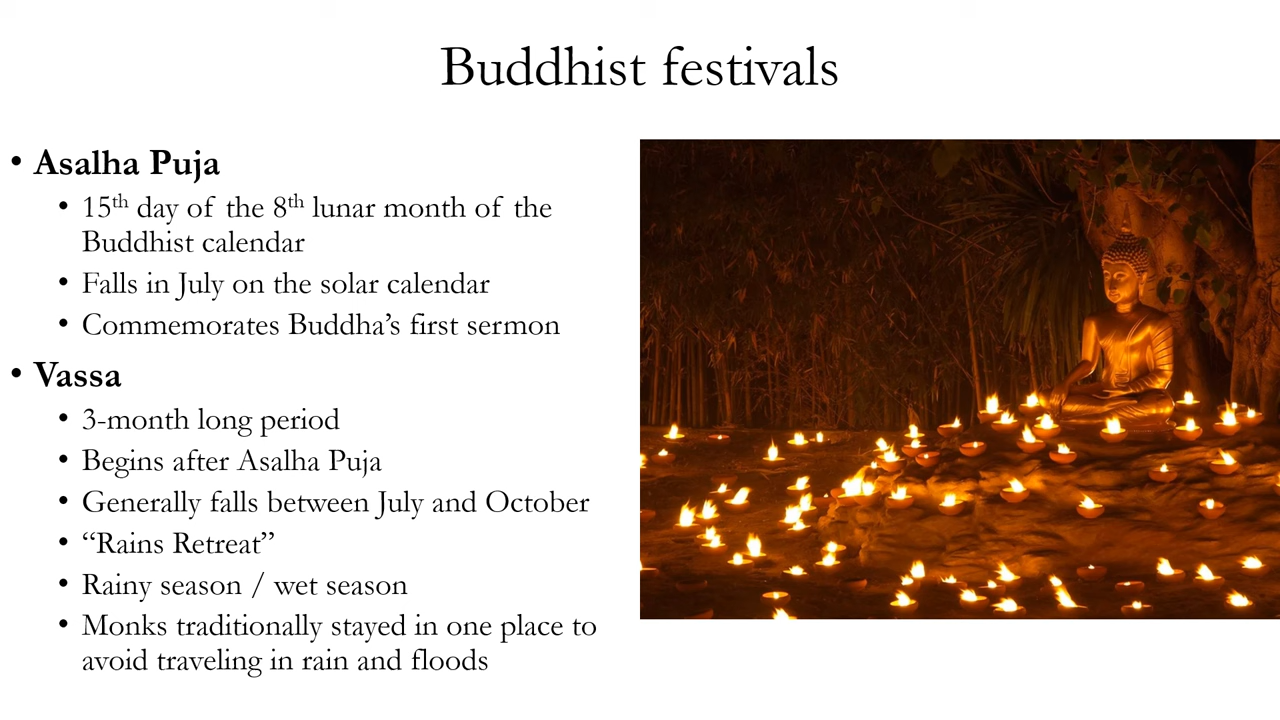 Buddhist festivals
• Asalha Puja
• 15th day of the 8th lunar month of the
Buddhist calendar
• Falls in July on the solar calendar
• Commemorates Buddha’s first sermon
• Vassa
• 3-month long period
• Begins after Asalha Puja
• Generally falls between July and October
• “Rains Retreat”
• Rainy season / wet season
• Monks traditionally stayed in one place to
avoid traveling in rain and floods